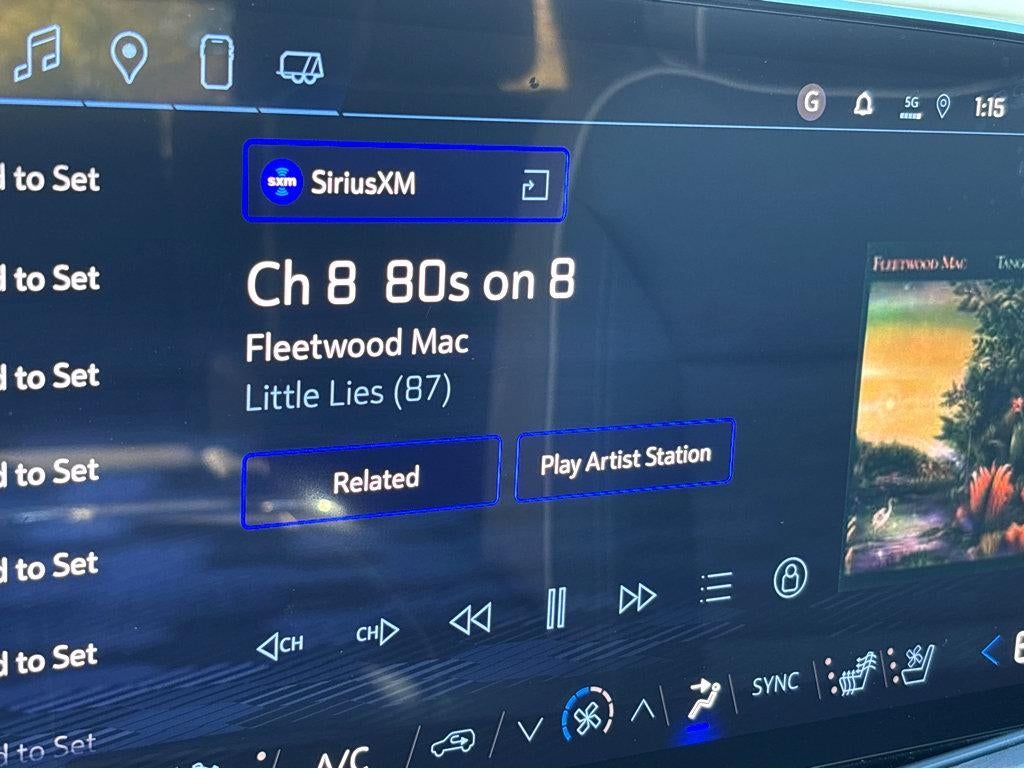 G 5G 1:15
d to Set
sxm SiriusXM
d to Set
Ch 8 80s on 8
FLEETWOOD MAC TANG
Fleetwood Mac
d to Set
Little Lies (87)
d to Set
Related
Play Artist Station
d to Set
CH
CH
d to Set
SYNC
d to Set
A/C